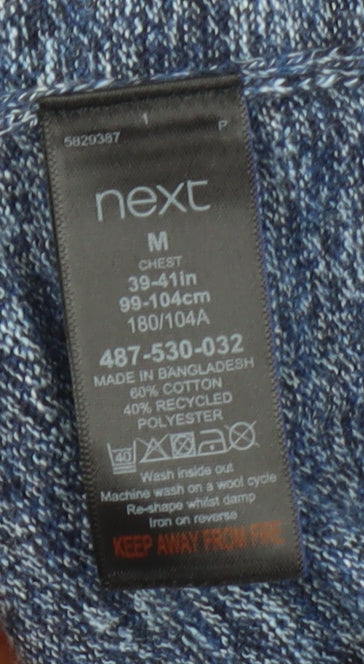 1
5829387 P
next
M
CHEST
39-41in
99-104cm
180/104A
487-530-032
MADE IN BANGLADESH
60% COTTON
40% RECYCLED
POLYESTER
40
Wash inside out
Machine wash on a wool cycle
Re-shape whilst damp
Iron on reverse
KEEP AWAY FROM FIRE